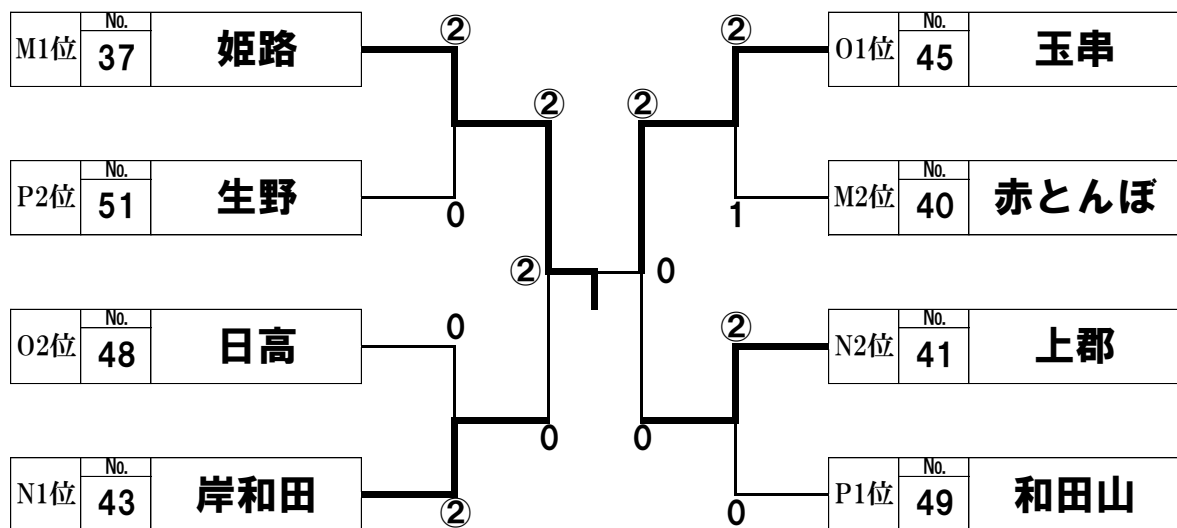 M1位 No. 37 姫路
②
②
P2位 No. 51 生野
0
②
O2位 No. 48 日高
0
0
N1位 No. 43 岸和田
②
②
O1位 No. 45 玉串
②
M2位 No. 40 赤とんぼ
1
0
②
N2位 No. 41 上郡
0
P1位 No. 49 和田山
0